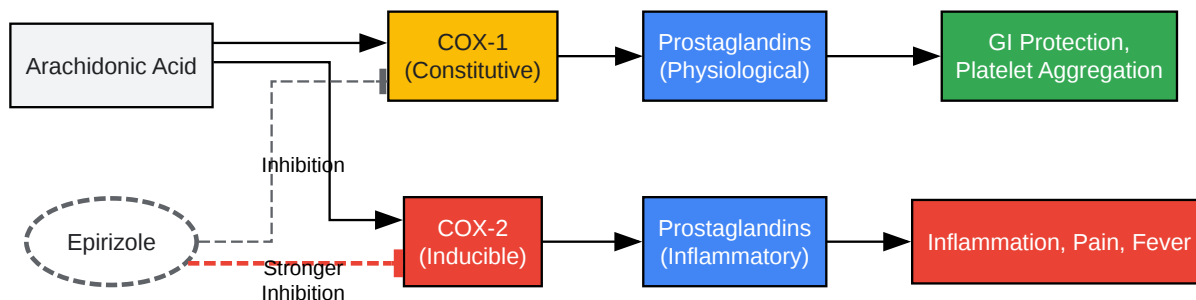 Arachidonic Acid
COX-1
(Constitutive)
Prostaglandins
(Physiological)
GI Protection,
Platelet Aggregation
Inhibition
Epirizole
Stronger
Inhibition
COX-2
(Inducible)
Prostaglandins
(Inflammatory)
Inflammation, Pain, Fever